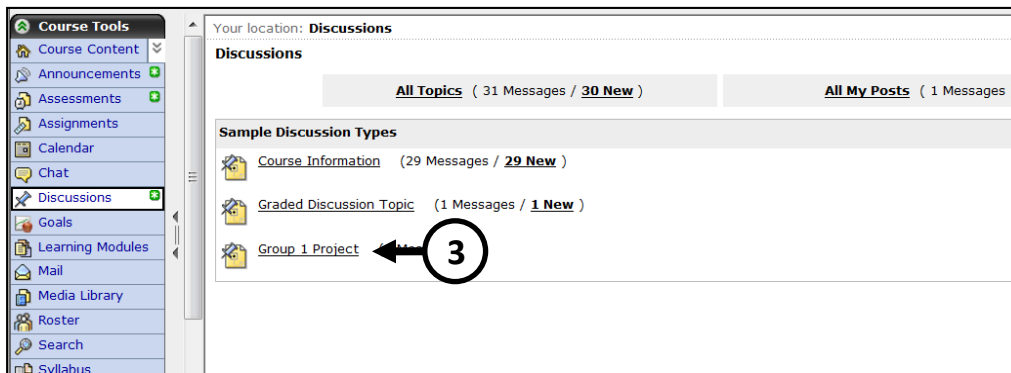 Course Tools
Course Content
Announcements
Assessments
Assignments
Calendar
Chat
Discussions
Goals
Learning Modules
Mail
Media Library
Roster
Search
Syllabus
Your location: Discussions
Discussions
All Topics ( 31 Messages / 30 New ) All My Posts ( 1 Messages
Sample Discussion Types
Course Information (29 Messages / 29 New )
Graded Discussion Topic (1 Messages / 1 New )
Group 1 Project 3